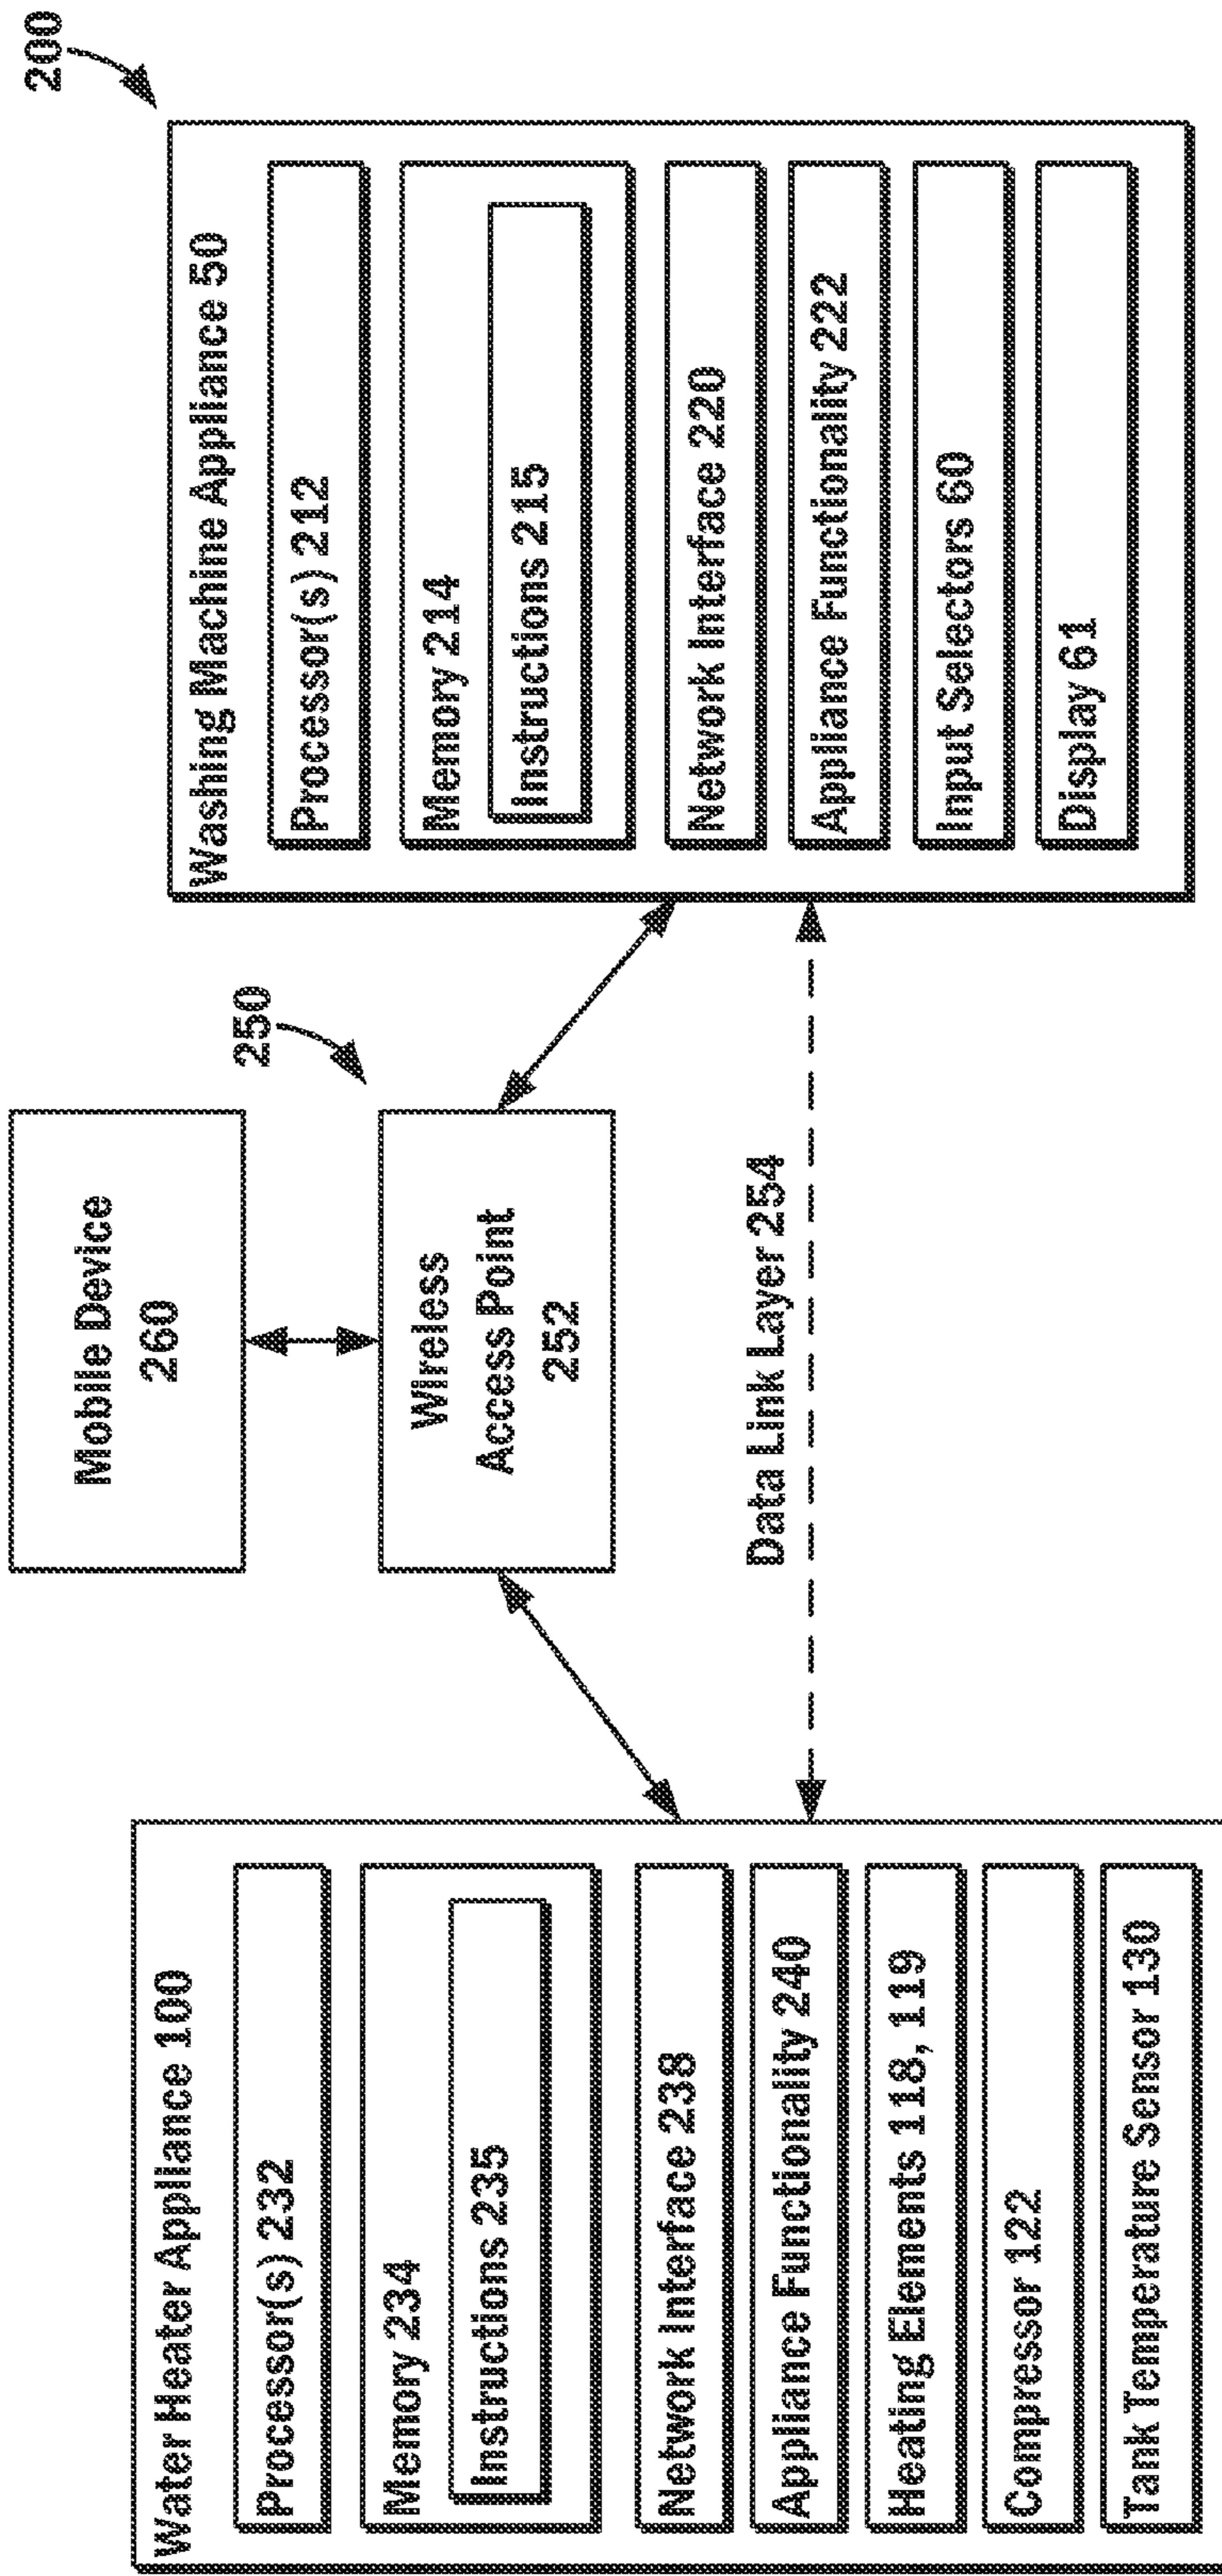 200
Mobile Device
260
250
Wireless
Access Point
252
Data Link Layer 254
Water Heater Appliance 100
Processor(s) 232
Memory 234
Instructions 235
Network Interface 238
Appliance Functionality 240
Heating Elements 118, 119
Compressor 122
Tank Temperature Sensor 130
Washing Machine Appliance 50
Processor(s) 212
Memory 214
Instructions 215
Network Interface 220
Appliance Functionality 222
Input Selectors 60
Display 61